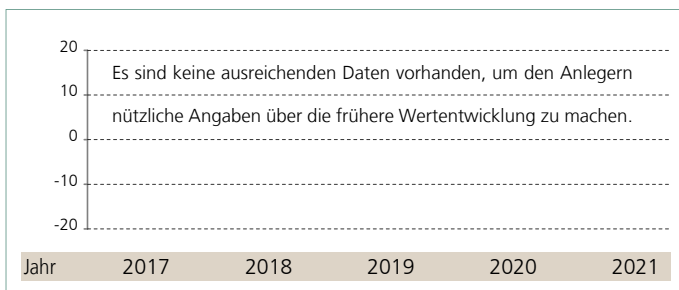 20
Es sind keine ausreichenden Daten vorhanden, um den Anlegern
10
nützliche Angaben über die frühere Wertentwicklung zu machen.
0
-10
-20
Jahr 2017 2018 2019 2020 2021